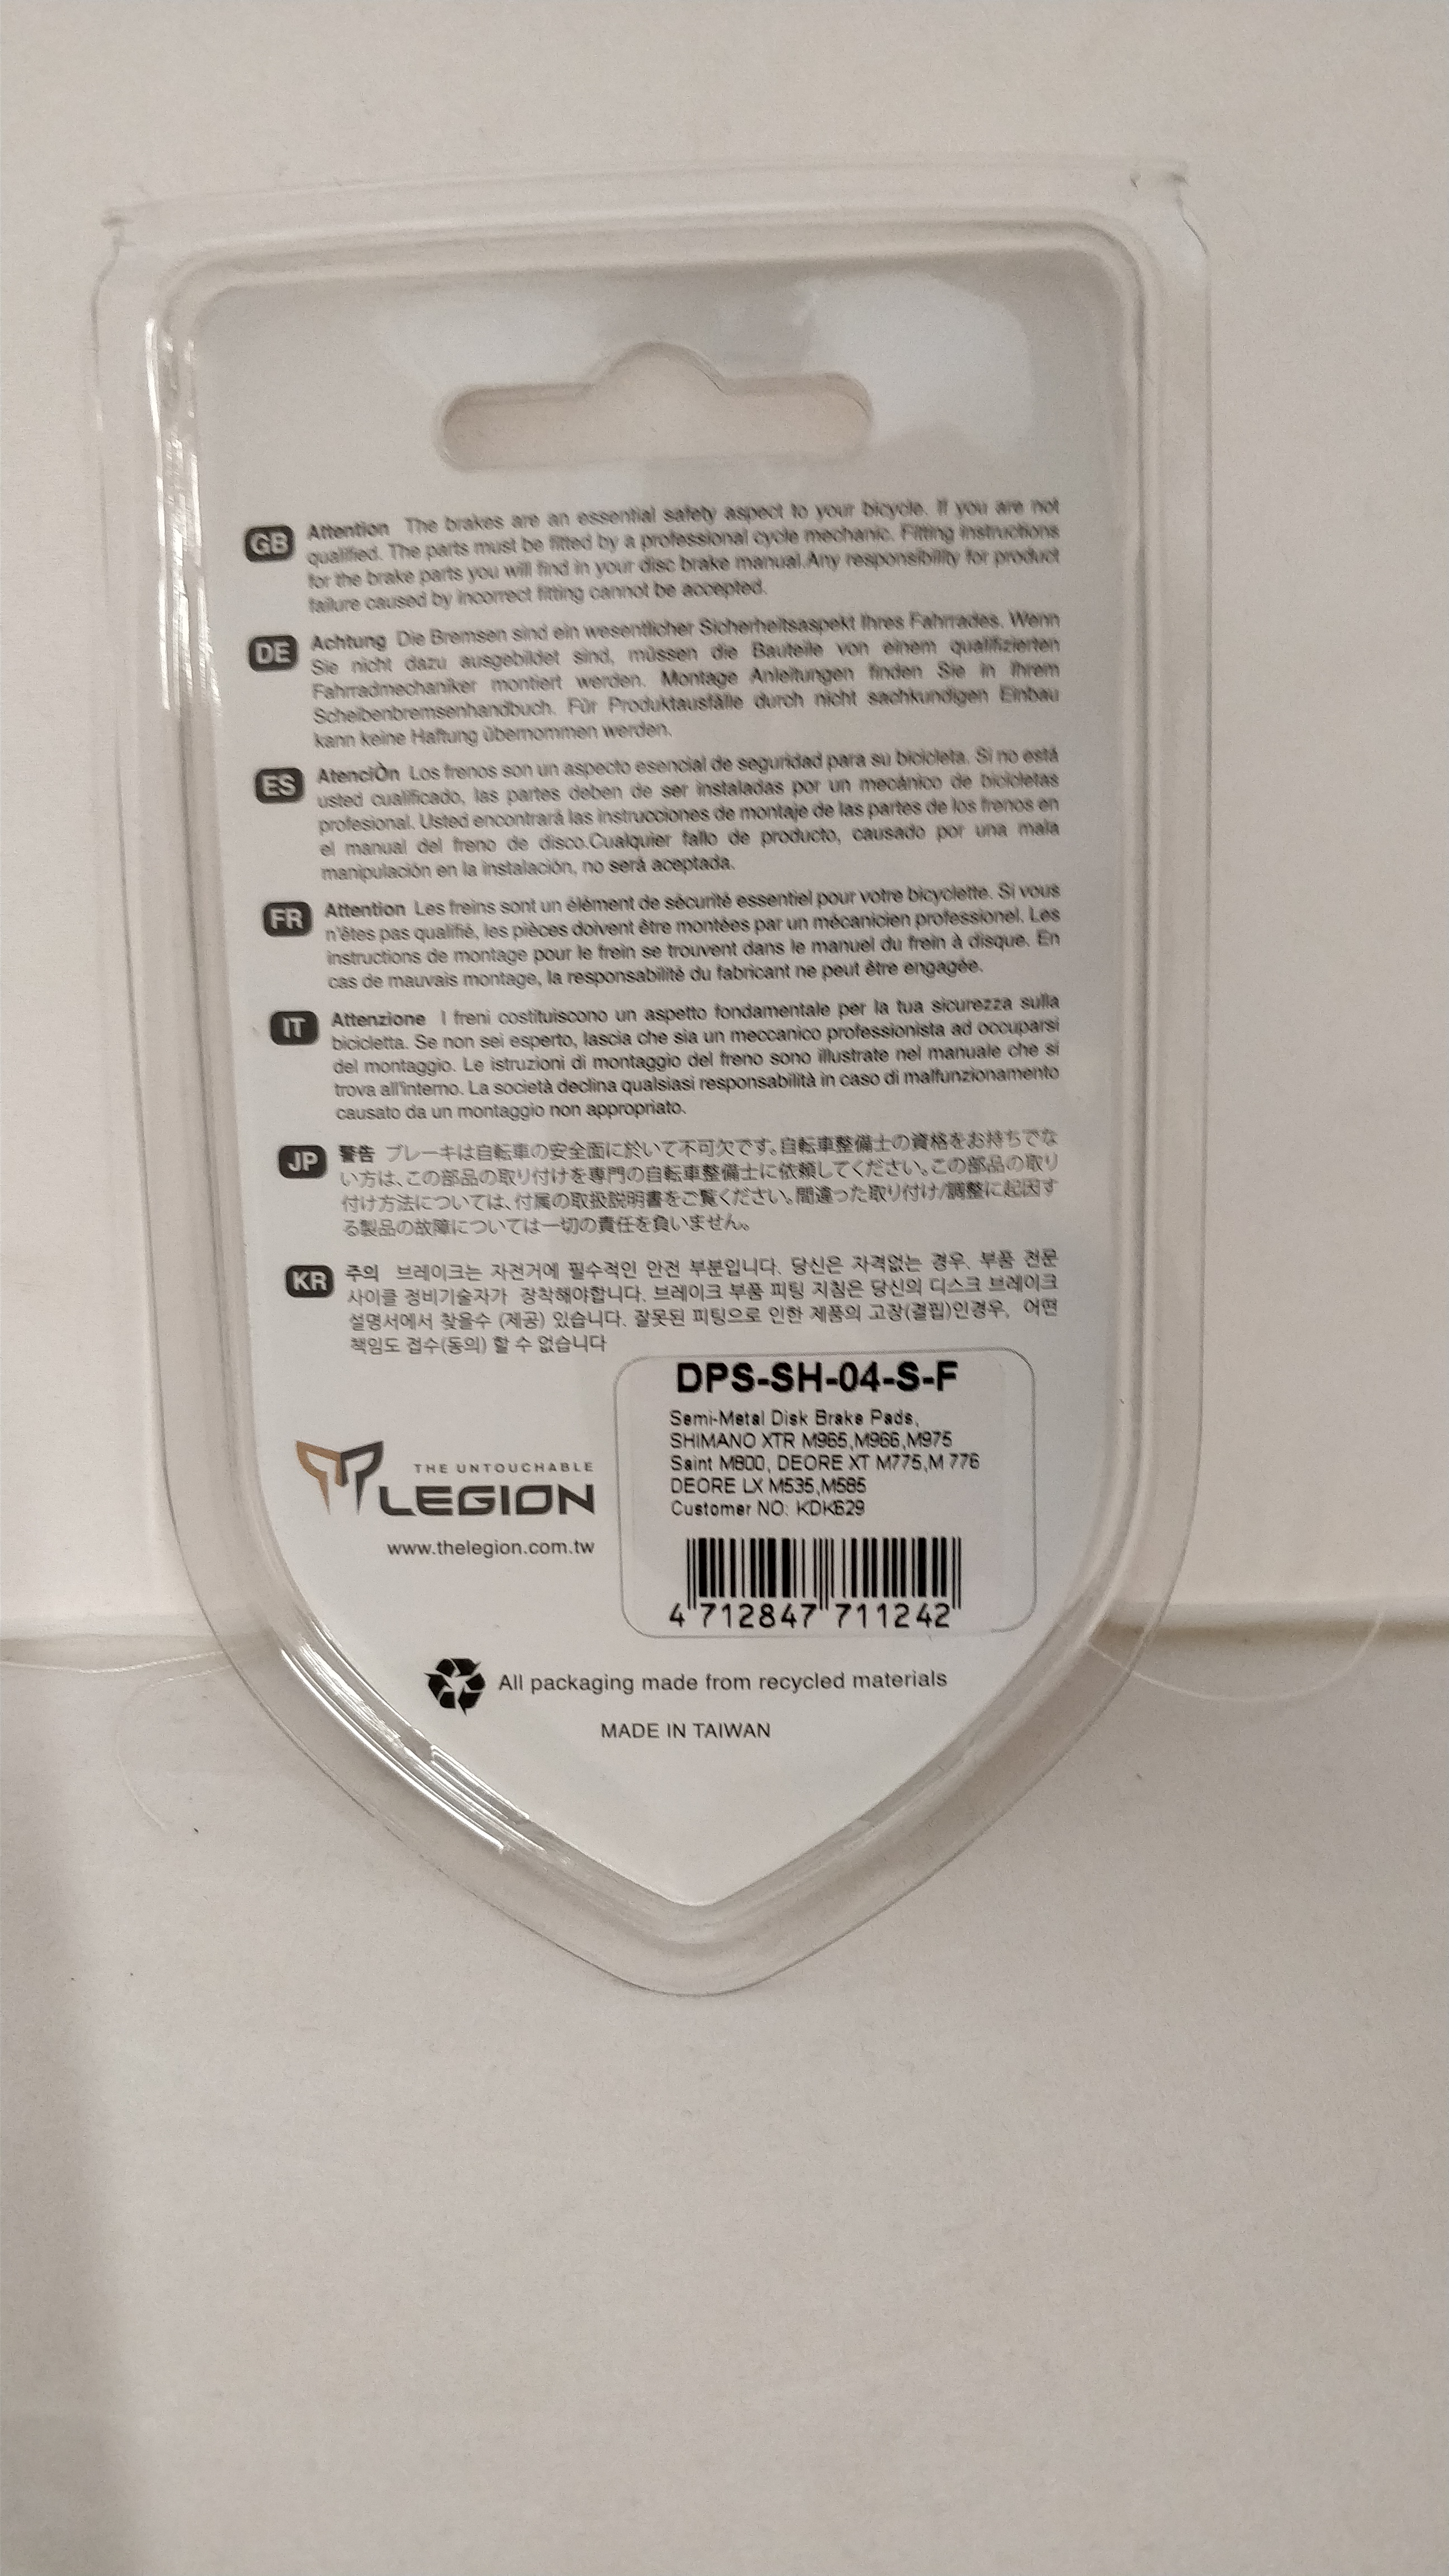 GB Attention The brakes are an essential safety aspect to your bicycle. If you are not
qualified. The parts must be fitted by a professional cycle mechanic. Fitting instructions
for the brake parts you will find in your disc brake manual.Any responsibility for product
failure caused by incorrect fitting cannot be accepted.
DE Achtung Die Bremsen sind ein wesentlicher Sicherheitsaspekt Ihres Fahrrades. Wenn
Sie nicht dazu ausgebildet sind, müssen die Bauteile von einem qualifizierten
Fahrradmechaniker montiert werden. Montage Anleitungen finden Sie in Ihrem
Scheibenbremsenhandbuch. Für Produktausfälle durch nicht sachkundigen Einbau
kann keine Haftung übernommen werden.
ES AtenciÒn Los frenos son un aspecto esencial de seguridad para su bicicleta. Si no está
usted cualificado, las partes deben de ser instaladas por un mecánico de bicicletas
profesional. Usted encontrará las instrucciones de montaje de las partes de los frenos en
el manual del freno de disco.Cualquier fallo de producto, causado por una mala
manipulación en la instalación, no será aceptada.
FR Attention Les freins sont un élément de sécurité essentiel pour votre bicyclette. Si vous
n'êtes pas qualifié, les pièces doivent être montées par un mécanicien professionel. Les
instructions de montage pour le frein se trouvent dans le manuel du frein à disque. En
cas de mauvais montage, la responsabilité du fabricant ne peut être engagée.
IT Attenzione I freni costituiscono un aspetto fondamentale per la tua sicurezza sulla
bicicletta. Se non sei esperto, lascia che sia un meccanico professionista ad occuparsi
del montaggio. Le istruzioni di montaggio del freno sono illustrate nel manuale che si
trova all'interno. La società declina qualsiasi responsabilità in caso di malfunzionamento
causato da un montaggio non appropriato.
JP 警告 ブレーキは自転車の安全面に於いて不可欠です。自転車整備士の資格をお持ちでな
い方は、この部品の取り付けを専門の自転車整備士に依頼してください。この部品の取り
付け方法については、付属の取扱説明書をご覧ください。間違った取り付け/調整に起因す
る製品の故障については一切の責任を負いません。
KR 주의 브레이크는 자전거에 필수적인 안전 부분입니다. 당신은 자격없는 경우, 부품 전문
사이클 정비기술자가 장착해야합니다. 브레이크 부품 피팅 지침은 당신의 디스크 브레이크
설명서에서 찾을수 (제공) 있습니다. 잘못된 피팅으로 인한 제품의 고장(결핍)인경우, 어떤
책임도 접수(동의) 할 수 없습니다
DPS-SH-04-S-F
Semi-Metal Disk Brake Pads,
SHIMANO XTR M965,M966,M975
Saint M800, DEORE XT M775,M 776
DEORE LX M535,M585
Customer NO: KDK629
4 712847 711242
THE UNTOUCHABLE
LEGION
www.thelegion.com.tw
All packaging made from recycled materials
MADE IN TAIWAN